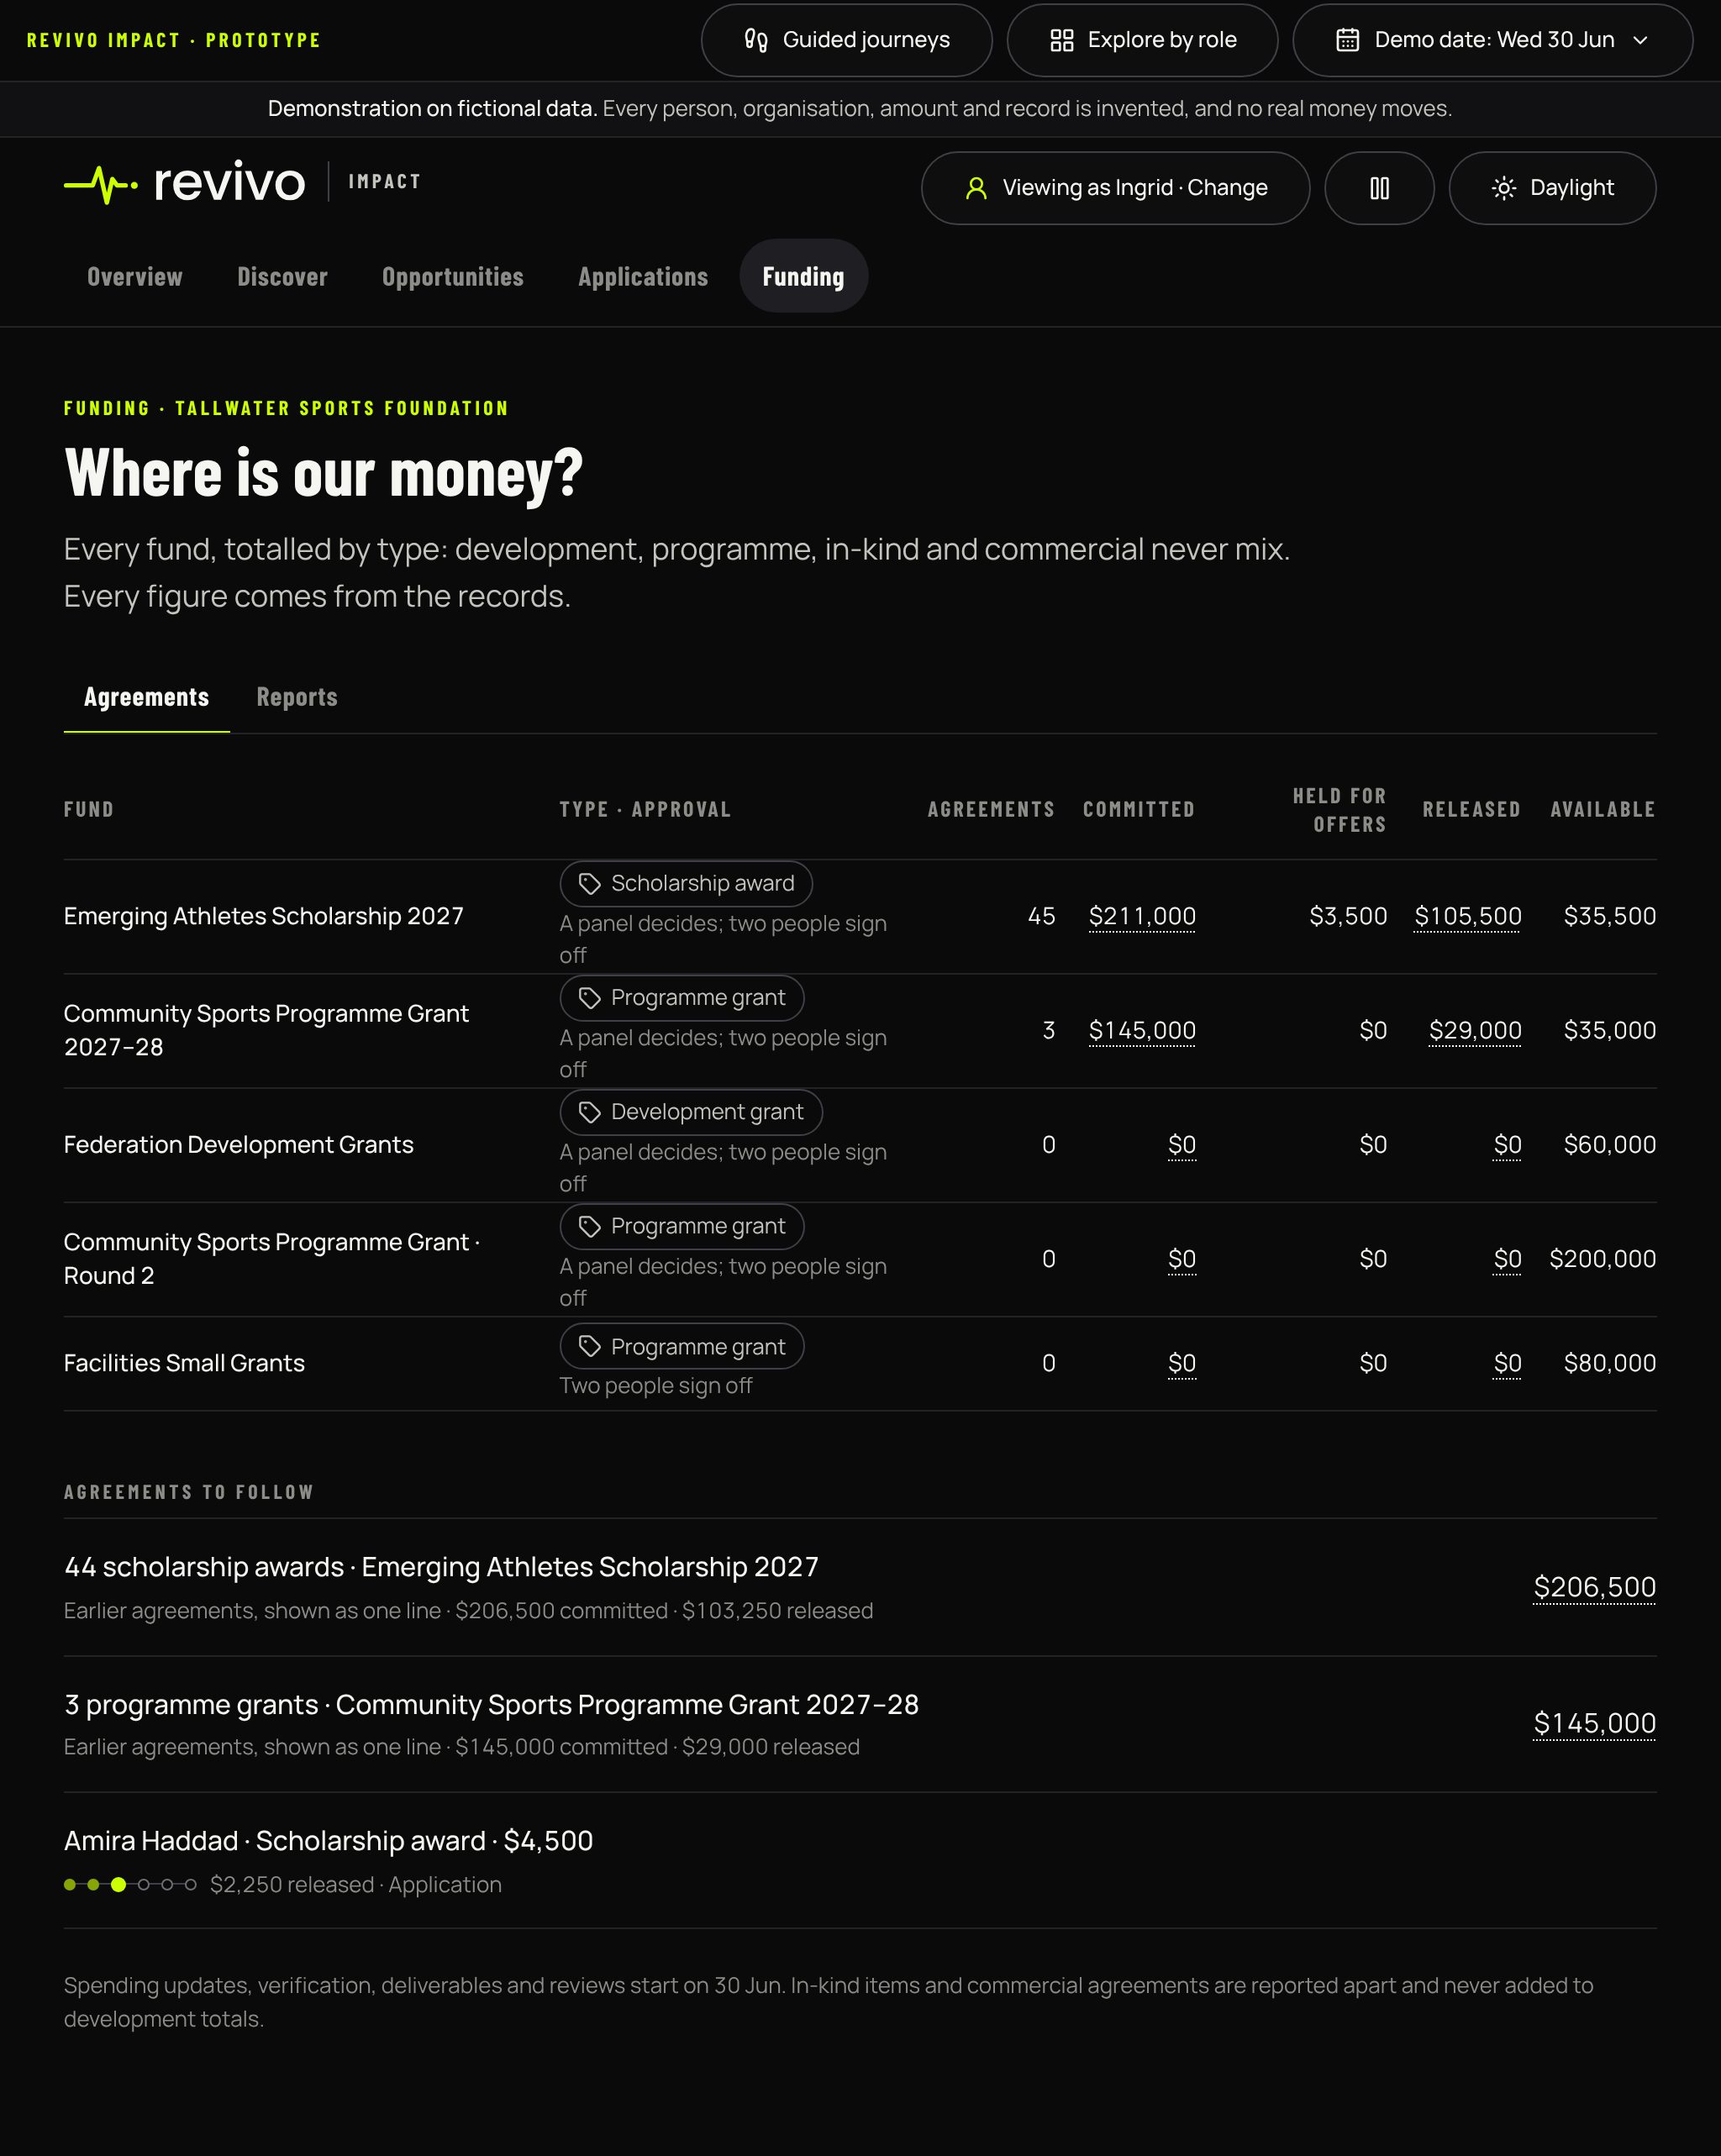 REVIVO IMPACT · PROTOTYPE
Guided journeys
Explore by role
Demo date: Wed 30 Jun
Demonstration on fictional data. Every person, organisation, amount and record is invented, and no real money moves.
revivo IMPACT
Viewing as Ingrid · Change
Daylight
Overview Discover Opportunities Applications Funding
FUNDING · TALLWATER SPORTS FOUNDATION
Where is our money?
Every fund, totalled by type: development, programme, in-kind and commercial never mix.
Every figure comes from the records.
Agreements Reports
FUND TYPE · APPROVAL AGREEMENTS COMMITTED HELD FOR OFFERS RELEASED AVAILABLE
Emerging Athletes Scholarship 2027
Scholarship award
A panel decides; two people sign
off
45 $211,000 $3,500 $105,500 $35,500
Community Sports Programme Grant
2027–28
Programme grant
A panel decides; two people sign
off
3 $145,000 $0 $29,000 $35,000
Federation Development Grants
Development grant
A panel decides; two people sign
off
0 $0 $0 $0 $60,000
Community Sports Programme Grant ·
Round 2
Programme grant
A panel decides; two people sign
off
0 $0 $0 $0 $200,000
Facilities Small Grants
Programme grant
Two people sign off
0 $0 $0 $0 $80,000
AGREEMENTS TO FOLLOW
44 scholarship awards · Emerging Athletes Scholarship 2027
Earlier agreements, shown as one line · $206,500 committed · $103,250 released
$206,500
3 programme grants · Community Sports Programme Grant 2027–28
Earlier agreements, shown as one line · $145,000 committed · $29,000 released
$145,000
Amira Haddad · Scholarship award · $4,500
$2,250 released · Application
Spending updates, verification, deliverables and reviews start on 30 Jun. In-kind items and commercial agreements are reported apart and never added to
development totals.